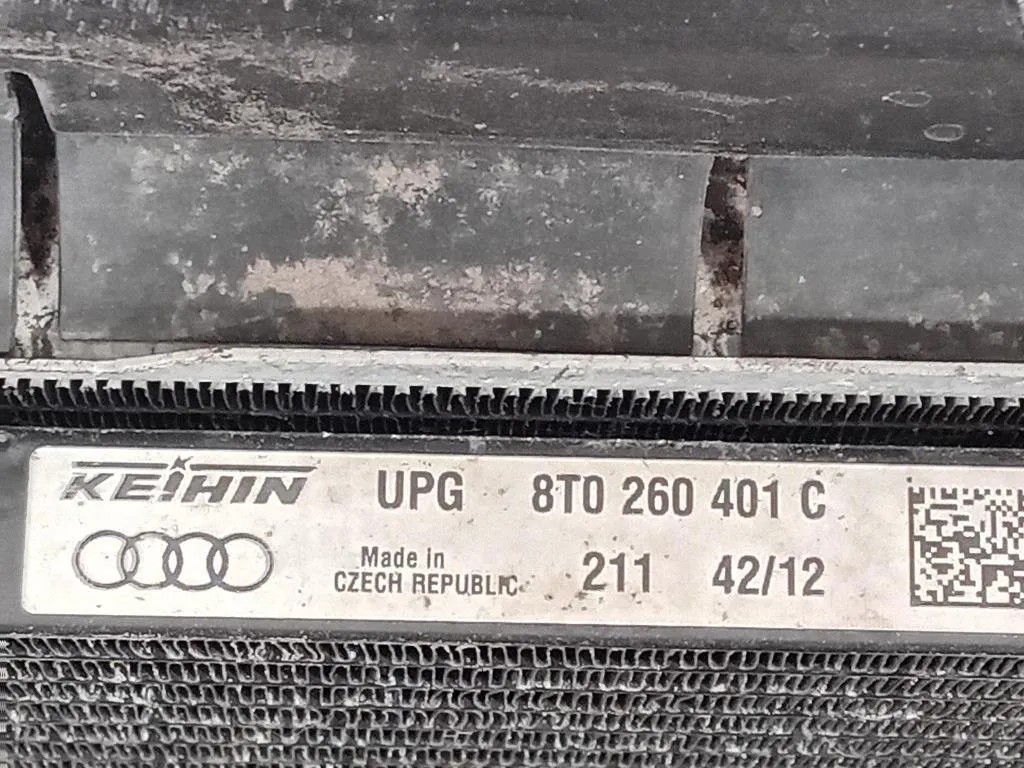 KEIHIN UPG 8T0 260 401 C
Made in
CZECH REPUBLIC 211 42/12